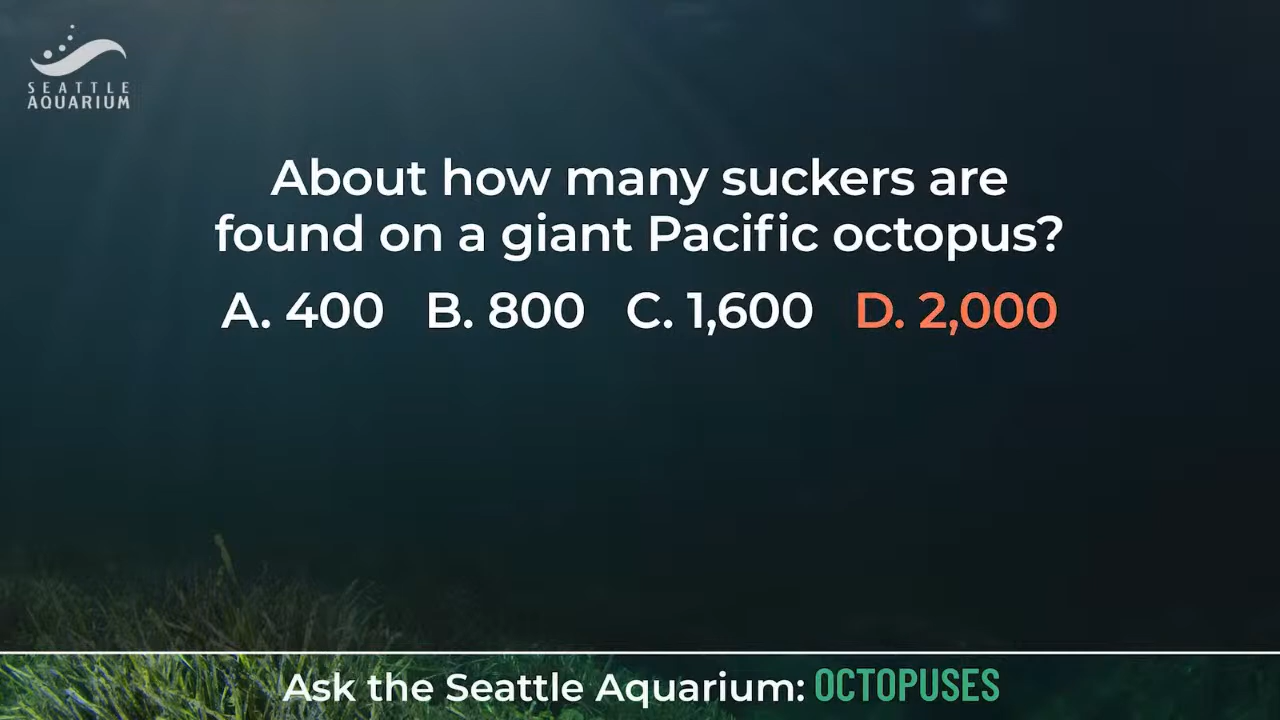 SEATTLE
AQUARIUM
About how many suckers are
found on a giant Pacific octopus?
A. 400 B. 800 C. 1,600 D. 2,000
Ask the Seattle Aquarium: OCTOPUSES